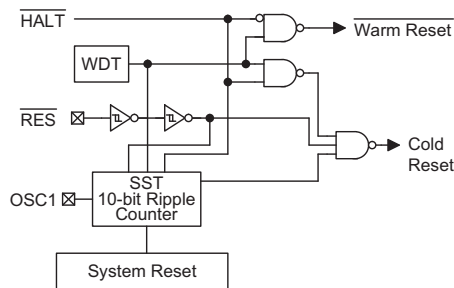 HALT
Warm Reset
WDT
RES
Cold
Reset
OSC1
SST
10-bit Ripple
Counter
System Reset